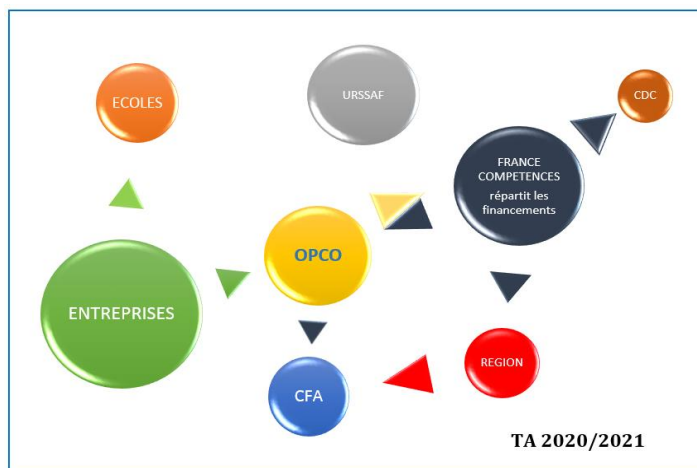 ECOLES
URSSAF
CDC
FRANCE
COMPETENCES
répartit les
financements
OPCO
ENTREPRISES
REGION
CFA
TA 2020/2021